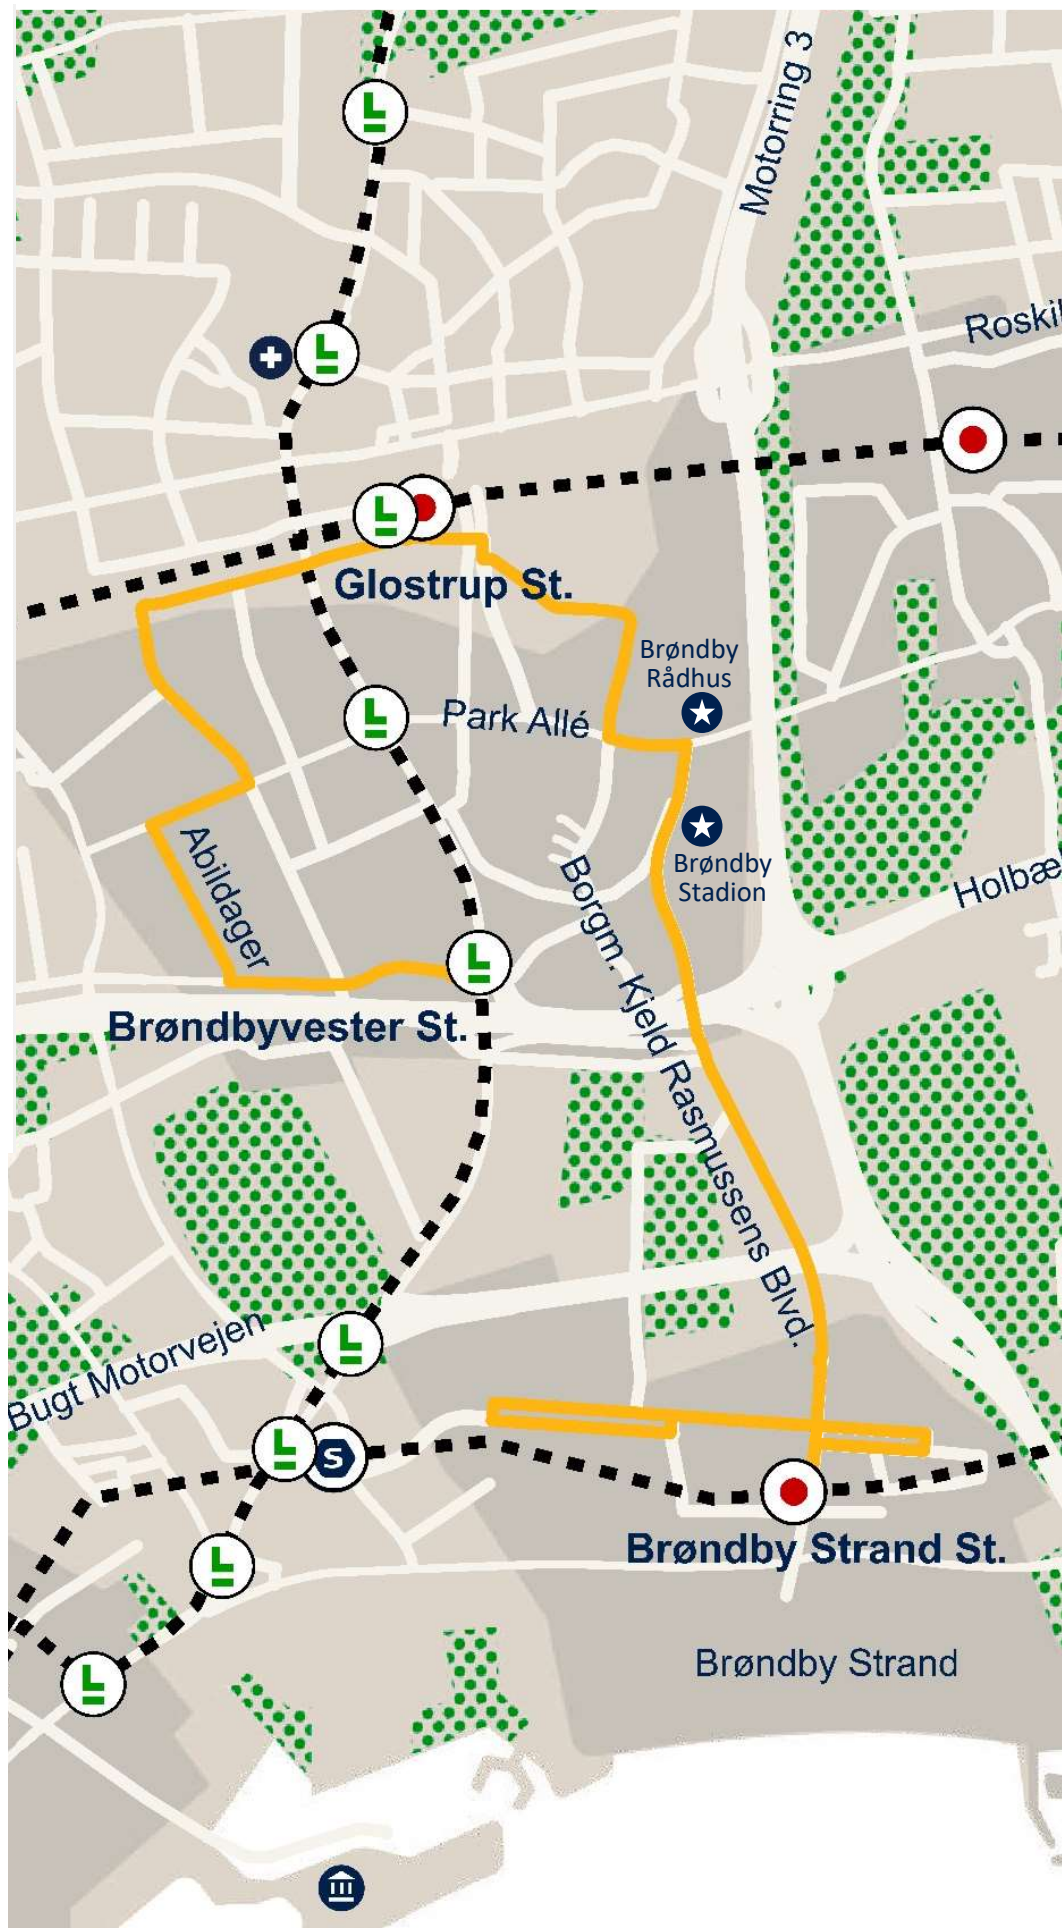 L
Motorring 3
L
Roskil
L
Glostrup St.
Brøndby
Rådhus
L
Park Allé
Abildager
Brøndby
Stadion
Holbæ
Borgm. Kjeld Rasmussens Blvd.
L
Brøndbyvester St.
L
Bugt Motorvejen
L
S
Brøndby Strand St.
L
L
Brøndby Strand